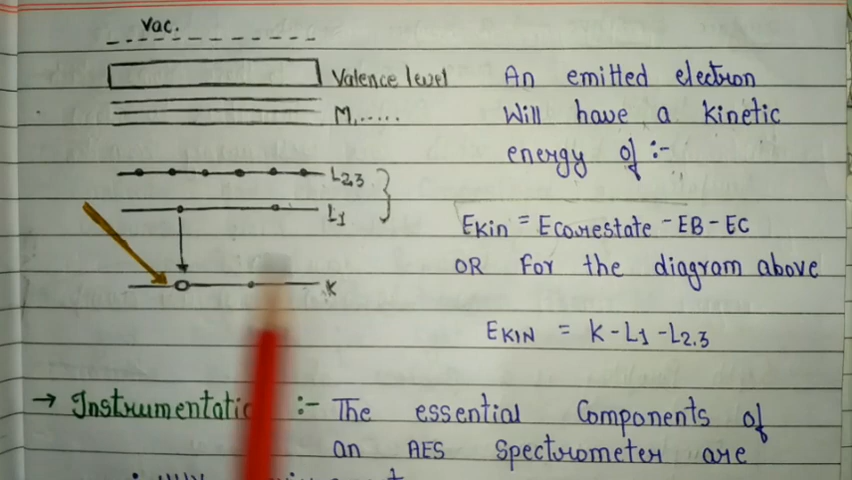 Vac.
Valence level
M,.....
L2,3
L1
K
An emitted electron
Will have a kinetic
energy of :-
Ekin = Ecorestate - EB - EC
OR For the diagram above
EKIN = K - L1 - L2,3
→ Instrumentatio :- The essential Components of
an AES Spectrometer are